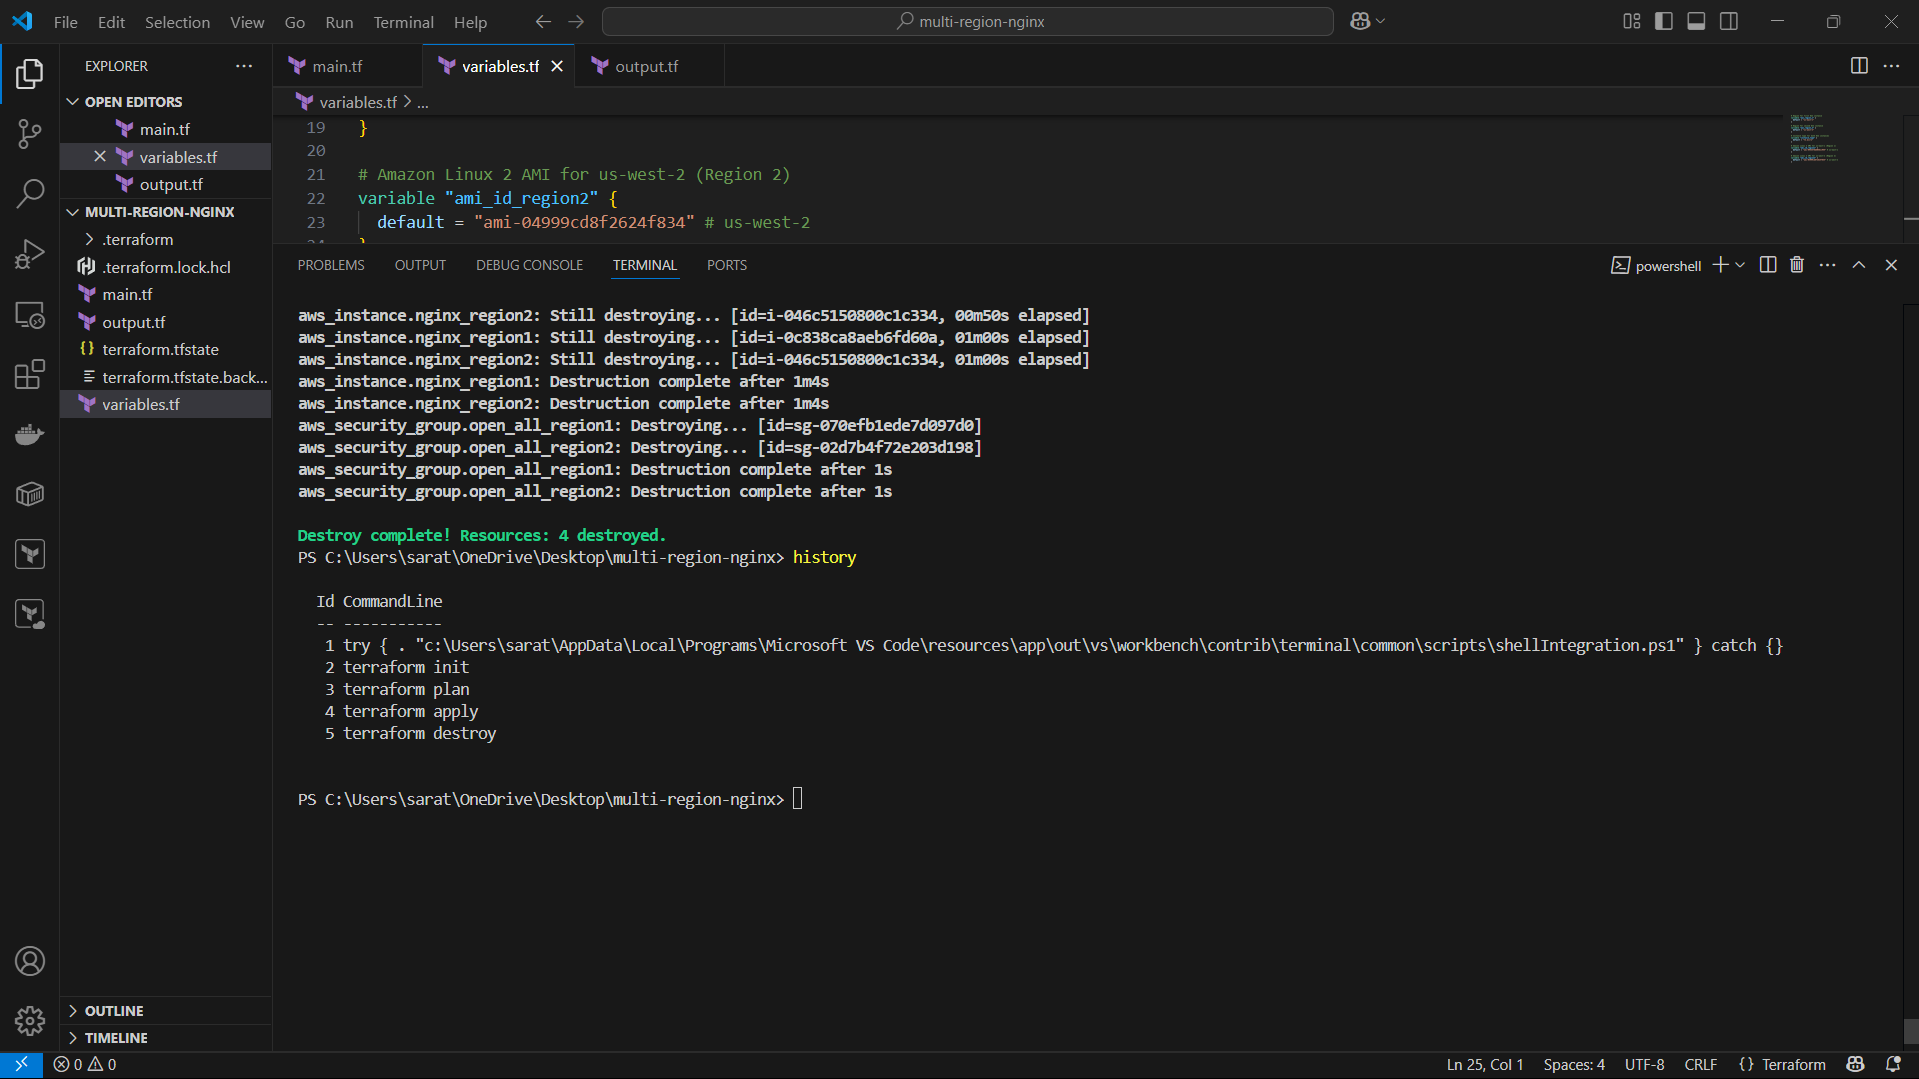 File Edit Selection View Go Run Terminal Help
multi-region-nginx
EXPLORER
OPEN EDITORS
main.tf
variables.tf
output.tf
MULTI-REGION-NGINX
.terraform
.terraform.lock.hcl
main.tf
output.tf
terraform.tfstate
terraform.tfstate.back...
variables.tf
OUTLINE
TIMELINE
main.tf variables.tf output.tf
variables.tf > ...
19 }
20
21 # Amazon Linux 2 AMI for us-west-2 (Region 2)
22 variable "ami_id_region2" {
23 default = "ami-04999cd8f2624f834" # us-west-2
PROBLEMS OUTPUT DEBUG CONSOLE TERMINAL PORTS
powershell
aws_instance.nginx_region2: Still destroying... [id=i-046c5150800c1c334, 00m50s elapsed]
aws_instance.nginx_region1: Still destroying... [id=i-0c838ca8aeb6fd60a, 01m00s elapsed]
aws_instance.nginx_region2: Still destroying... [id=i-046c5150800c1c334, 01m00s elapsed]
aws_instance.nginx_region1: Destruction complete after 1m4s
aws_instance.nginx_region2: Destruction complete after 1m4s
aws_security_group.open_all_region1: Destroying... [id=sg-070efb1ede7d097d0]
aws_security_group.open_all_region2: Destroying... [id=sg-02d7b4f72e203d198]
aws_security_group.open_all_region1: Destruction complete after 1s
aws_security_group.open_all_region2: Destruction complete after 1s
Destroy complete! Resources: 4 destroyed.
PS C:\Users\sarat\OneDrive\Desktop\multi-region-nginx> history
Id CommandLine
-- -----------
1 try { . "c:\Users\sarat\AppData\Local\Programs\Microsoft VS Code\resources\app\out\vs\workbench\contrib\terminal\common\scripts\shellIntegration.ps1" } catch {}
2 terraform init
3 terraform plan
4 terraform apply
5 terraform destroy
PS C:\Users\sarat\OneDrive\Desktop\multi-region-nginx>
0 0
Ln 25, Col 1 Spaces: 4 UTF-8 CRLF {} Terraform